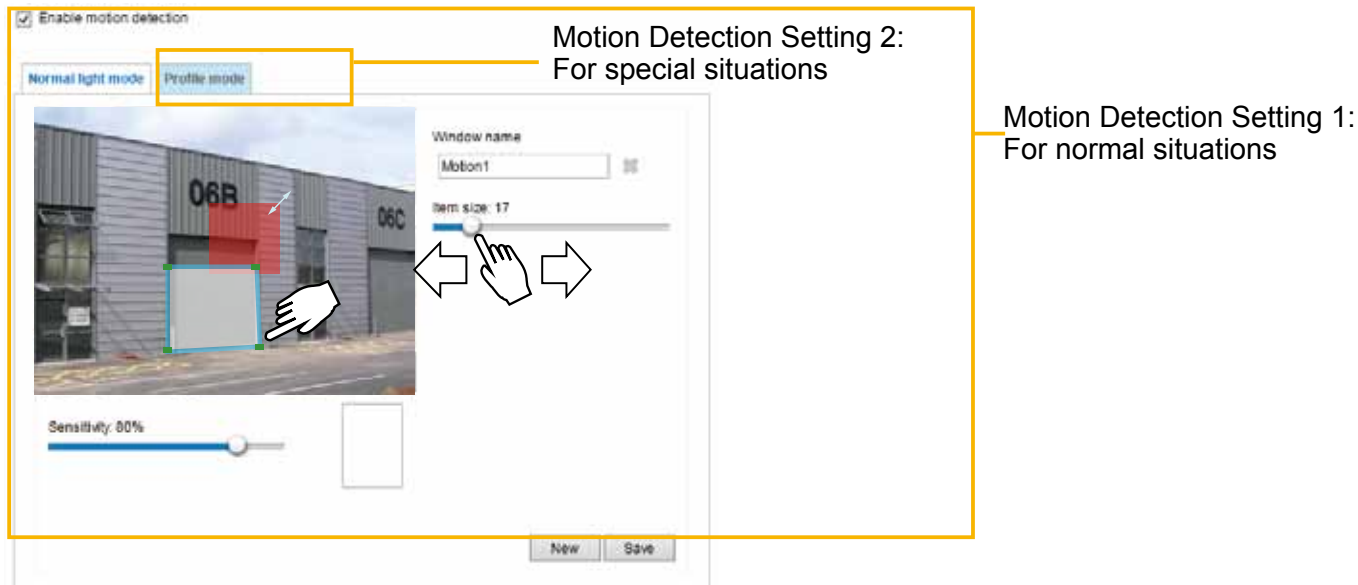 Enable motion detection
Motion Detection Setting 2:
For special situations
Normal light mode
Profile mode
Motion Detection Setting 1:
For normal situations
Window name
Motion1
Item size: 17
06B
06C
Sensitivity: 80%
New
Save